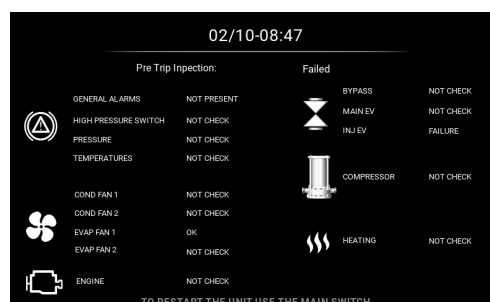 02/10-08:47
Pre Trip Inpection: Failed
GENERAL ALARMS NOT PRESENT
HIGH PRESSURE SWITCH NOT CHECK
PRESSURE NOT CHECK
TEMPERATURES NOT CHECK
COND FAN 1 NOT CHECK
COND FAN 2 NOT CHECK
EVAP FAN 1 OK
EVAP FAN 2 NOT CHECK
ENGINE NOT CHECK
BYPASS NOT CHECK
MAIN EV NOT CHECK
INJ EV FAILURE
COMPRESSOR NOT CHECK
HEATING NOT CHECK
TO RESTART THE UNIT USE THE MAIN SWITCH